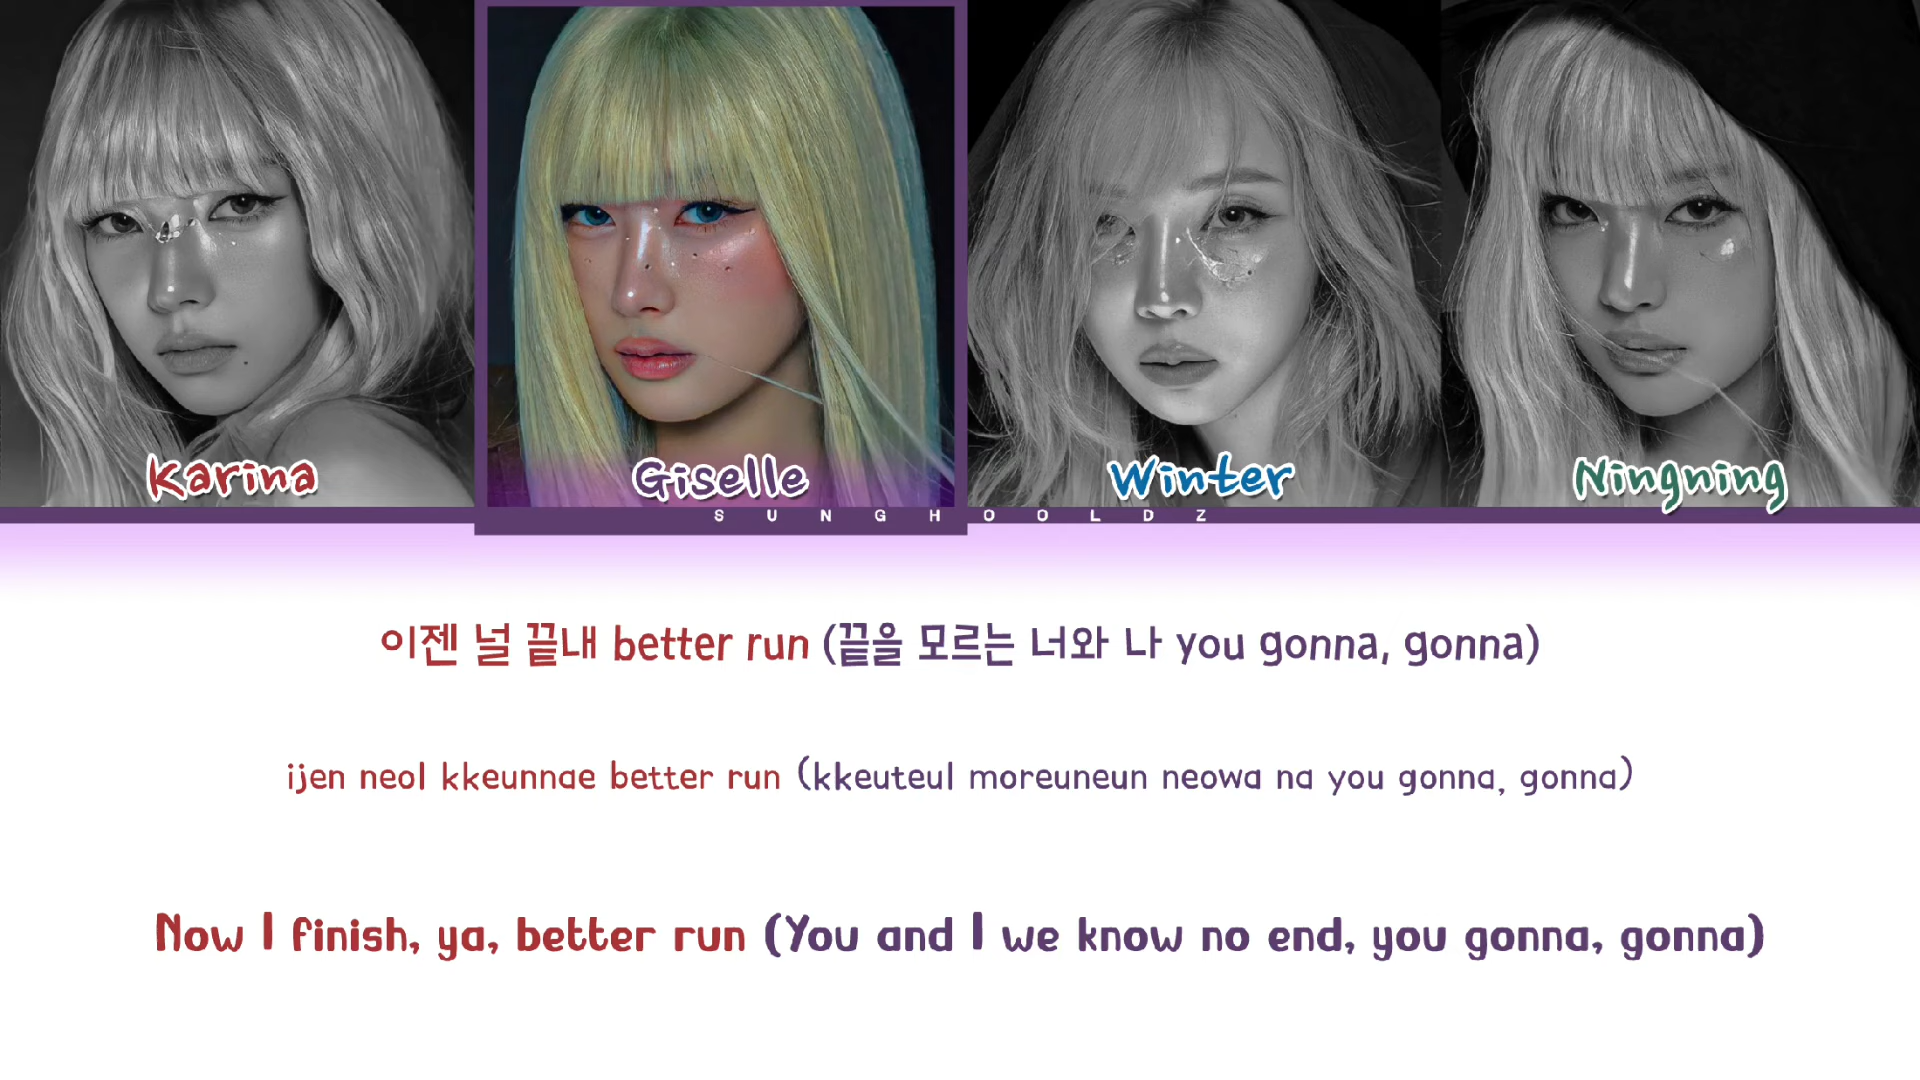 Karina
Giselle
Winter
Ningning
SUNGHOOLDZ
이젠 널 끝내 better run (끝을 모르는 너와 나 you gonna, gonna)
ijen neol kkeunnae better run (kkeuteul moreuneun neowa na you gonna, gonna)
Now I finish, ya, better run (You and I we know no end, you gonna, gonna)